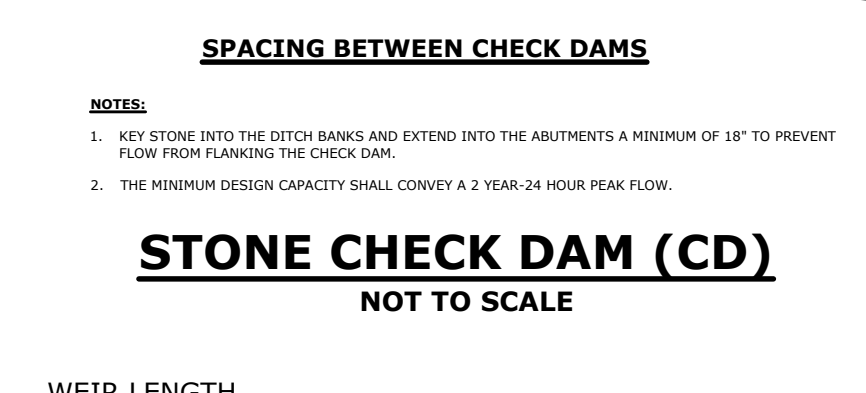 SPACING BETWEEN CHECK DAMS
NOTES:
1. KEY STONE INTO THE DITCH BANKS AND EXTEND INTO THE ABUTMENTS A MINIMUM OF 18" TO PREVENT
FLOW FROM FLANKING THE CHECK DAM.
2. THE MINIMUM DESIGN CAPACITY SHALL CONVEY A 2 YEAR-24 HOUR PEAK FLOW.
STONE CHECK DAM (CD)
NOT TO SCALE
WEIR LENGTH